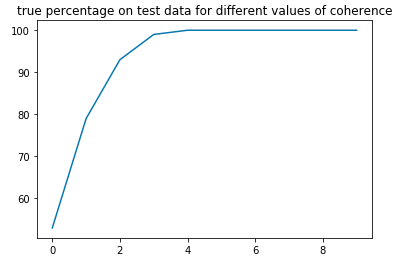 true percentage on test data for different values of coherence
100
90
80
70
60
0 2 4 6 8